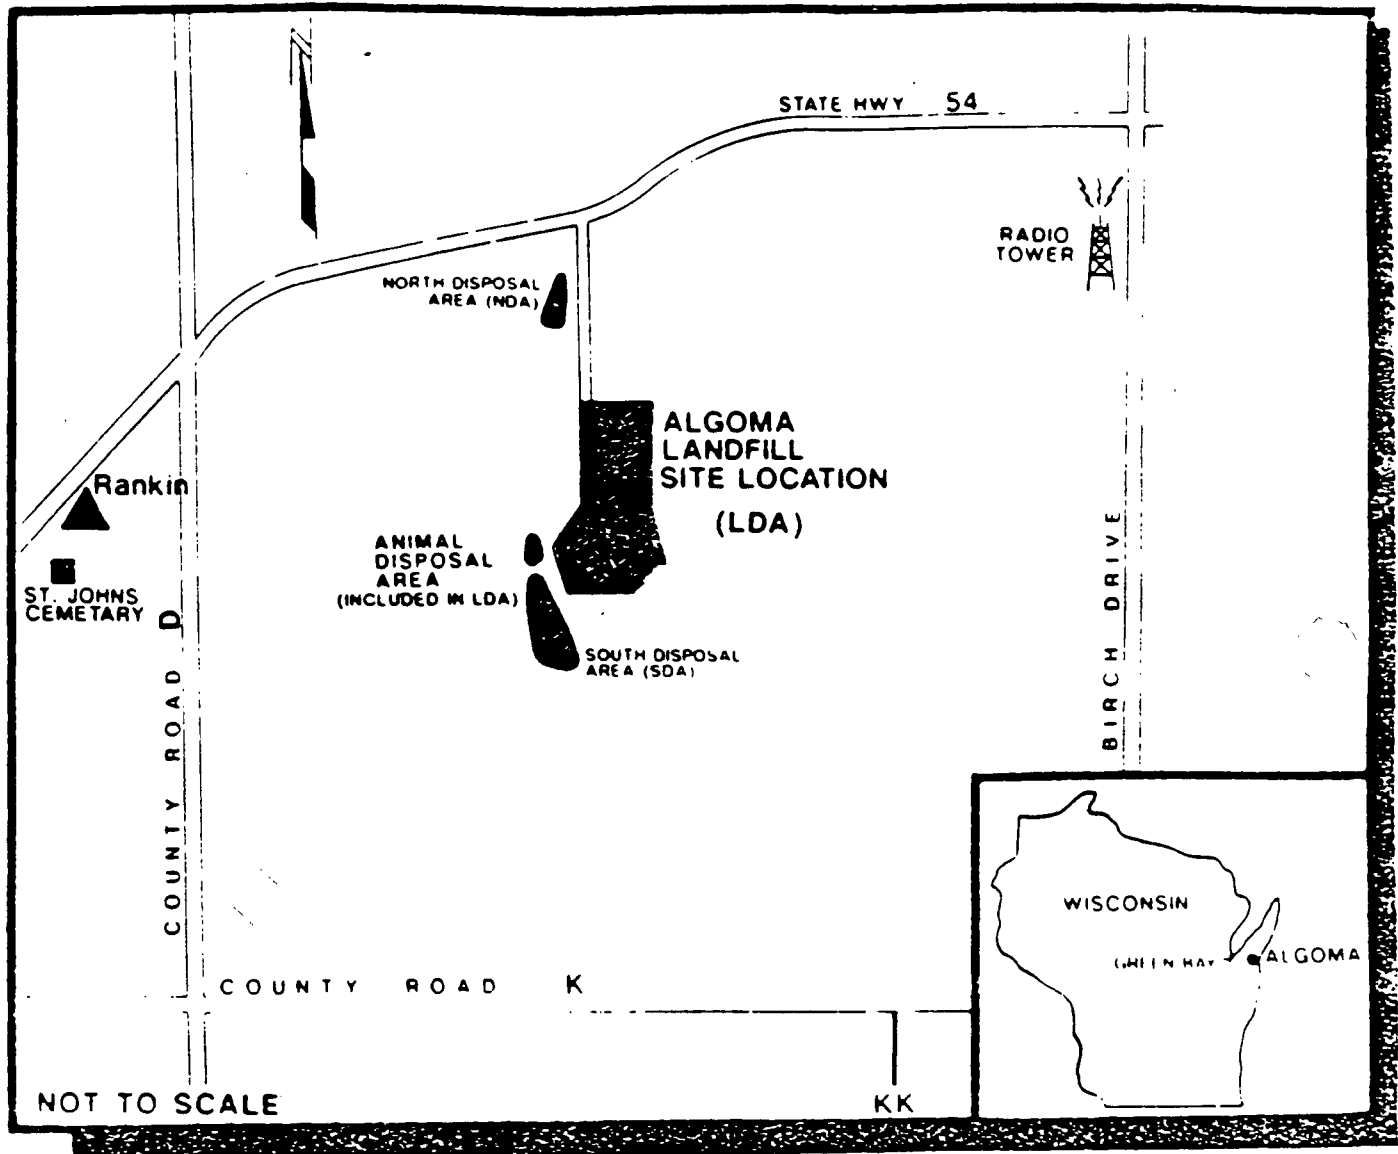 STATE HWY 54
RADIO
TOWER
NORTH DISPOSAL
AREA (NDA)
ALGOMA
LANDFILL
SITE LOCATION
(LDA)
Rankin
ANIMAL
DISPOSAL
AREA
(INCLUDED IN LDA)
ST. JOHNS
CEMETARY
SOUTH DISPOSAL
AREA (SDA)
COUNTY ROAD D
BIRCH DRIVE
WISCONSIN
GREEN BAY
ALGOMA
COUNTY ROAD K
NOT TO SCALE
KK